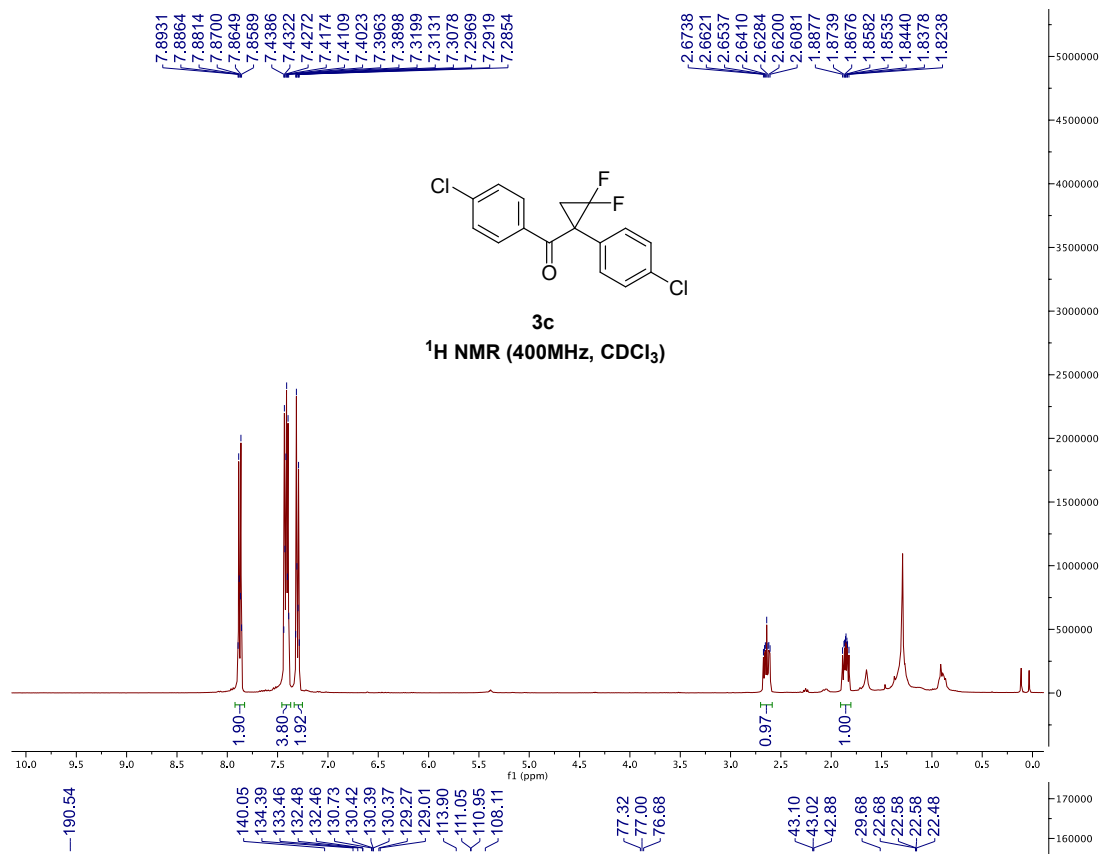 7.8931 7.8864 7.8814 7.8700 7.8649 7.8589 7.4386 7.4322 7.4272 7.4174 7.4109 7.4023 7.3963 7.3898 7.3199 7.3131 7.3078 7.2969 7.2919 7.2854 2.6738 2.6621 2.6537 2.6410 2.6284 2.6200 2.6081 1.8877 1.8739 1.8676 1.8582 1.8535 1.8440 1.8378 1.8238
5000000
4500000
4000000
3500000
3000000
2500000
2000000
1500000
1000000
500000
0
F
Cl
F
O
Cl
3c
¹H NMR (400MHz, CDCl₃)
1.90 3.80 1.92 0.97 1.00
10.0 9.5 9.0 8.5 8.0 7.5 7.0 6.5 6.0 5.5 5.0 4.5 4.0 3.5 3.0 2.5 2.0 1.5 1.0 0.5 0.0
f1 (ppm)
190.54 140.05 134.39 133.46 132.48 132.46 130.73 130.42 130.39 130.37 129.27 129.01 113.90 111.05 110.95 108.11 77.32 77.00 76.68 43.10 43.02 42.88 29.68 22.68 22.58 22.58 22.48
170000
160000